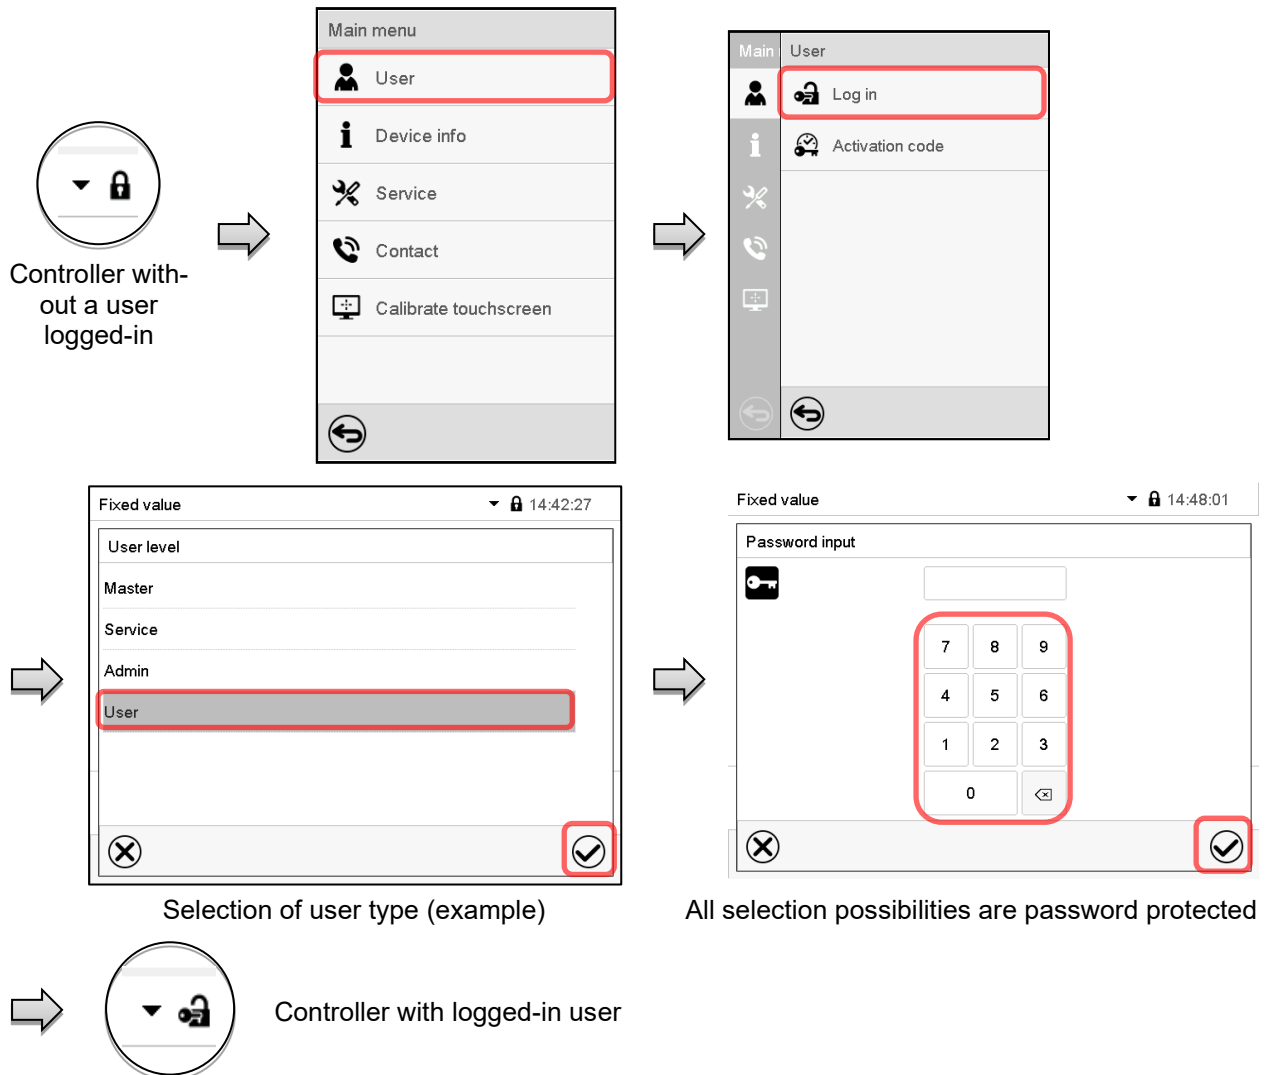 Main menu
User
Device info
Service
Contact
Calibrate touchscreen
Main
User
Log in
Activation code
Controller with-
out a user
logged-in
Fixed value
14:42:27
User level
Master
Service
Admin
User
Selection of user type (example)
Fixed value
14:48:01
Password input
7 8 9
4 5 6
1 2 3
0
All selection possibilities are password protected
Controller with logged-in user